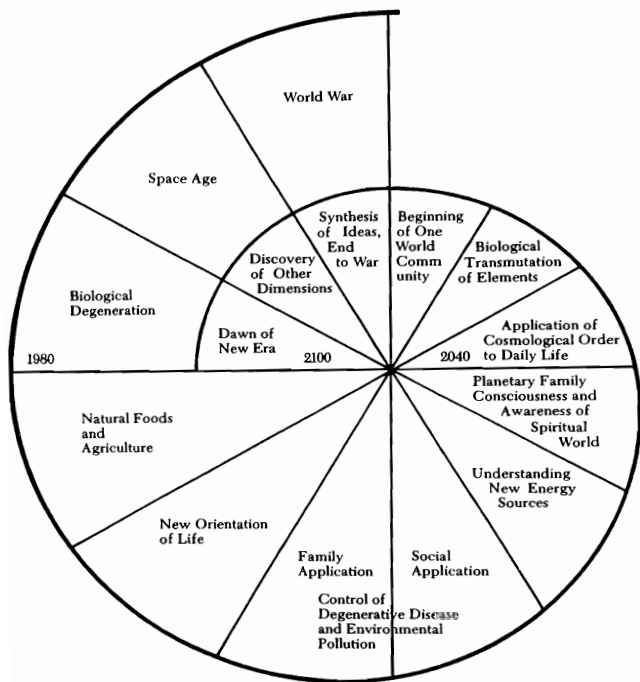 World War
Space Age
Biological
Degeneration
1980
Natural Foods
and
Agriculture
New Orientation
of Life
Family
Application
Social
Application
Control of
Degenerative Disease
and Environmental
Pollution
Understanding
New Energy
Sources
Planetary Family
Consciousness and
Awareness of
Spiritual
World
2040
Application of
Cosmological Order
to Daily Life
Biological
Transmutation
of Elements
Beginning
of One
World
Comm
unity
Synthesis
of Ideas,
End
to War
Discovery
of Other
Dimensions
Dawn of
New Era
2100